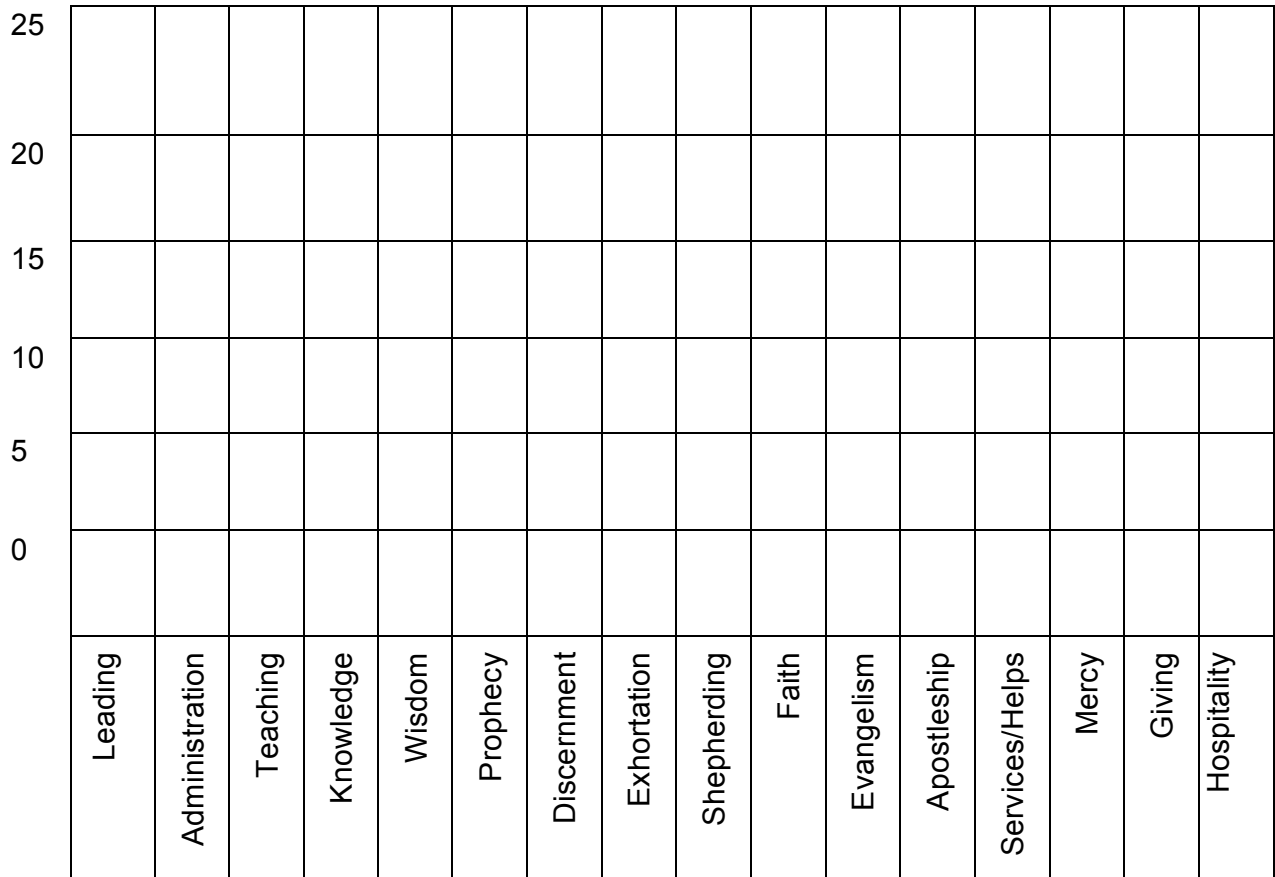 25
20
15
10
5
0
Leading
Administration
Teaching
Knowledge
Wisdom
Prophecy
Discernment
Exhortation
Shepherding
Faith
Evangelism
Apostleship
Services/Helps
Mercy
Giving
Hospitality